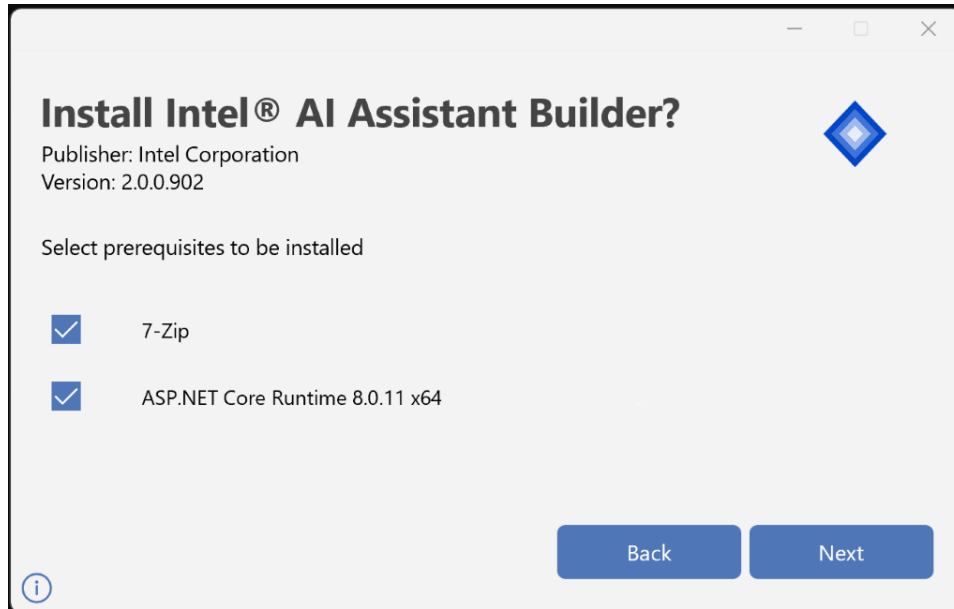 Install Intel® AI Assistant Builder?
Publisher: Intel Corporation
Version: 2.0.0.902
Select prerequisites to be installed
7-Zip
ASP.NET Core Runtime 8.0.11 x64
Back
Next